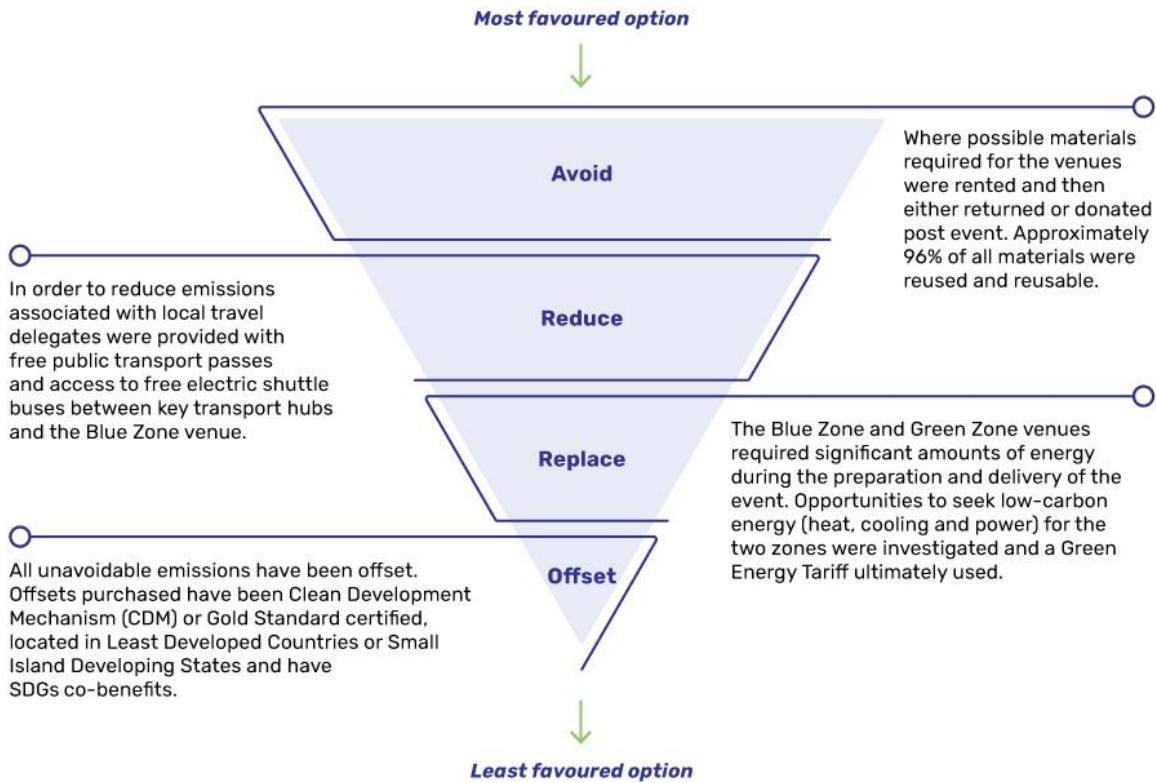 Most favoured option
Avoid
Where possible materials
required for the venues
were rented and then
either returned or donated
post event. Approximately
96% of all materials were
reused and reusable.
Reduce
In order to reduce emissions
associated with local travel
delegates were provided with
free public transport passes
and access to free electric shuttle
buses between key transport hubs
and the Blue Zone venue.
Replace
The Blue Zone and Green Zone venues
required significant amounts of energy
during the preparation and delivery of the
event. Opportunities to seek low-carbon
energy (heat, cooling and power) for the
two zones were investigated and a Green
Energy Tariff ultimately used.
Offset
All unavoidable emissions have been offset.
Offsets purchased have been Clean Development
Mechanism (CDM) or Gold Standard certified,
located in Least Developed Countries or Small
Island Developing States and have
SDGs co-benefits.
Least favoured option